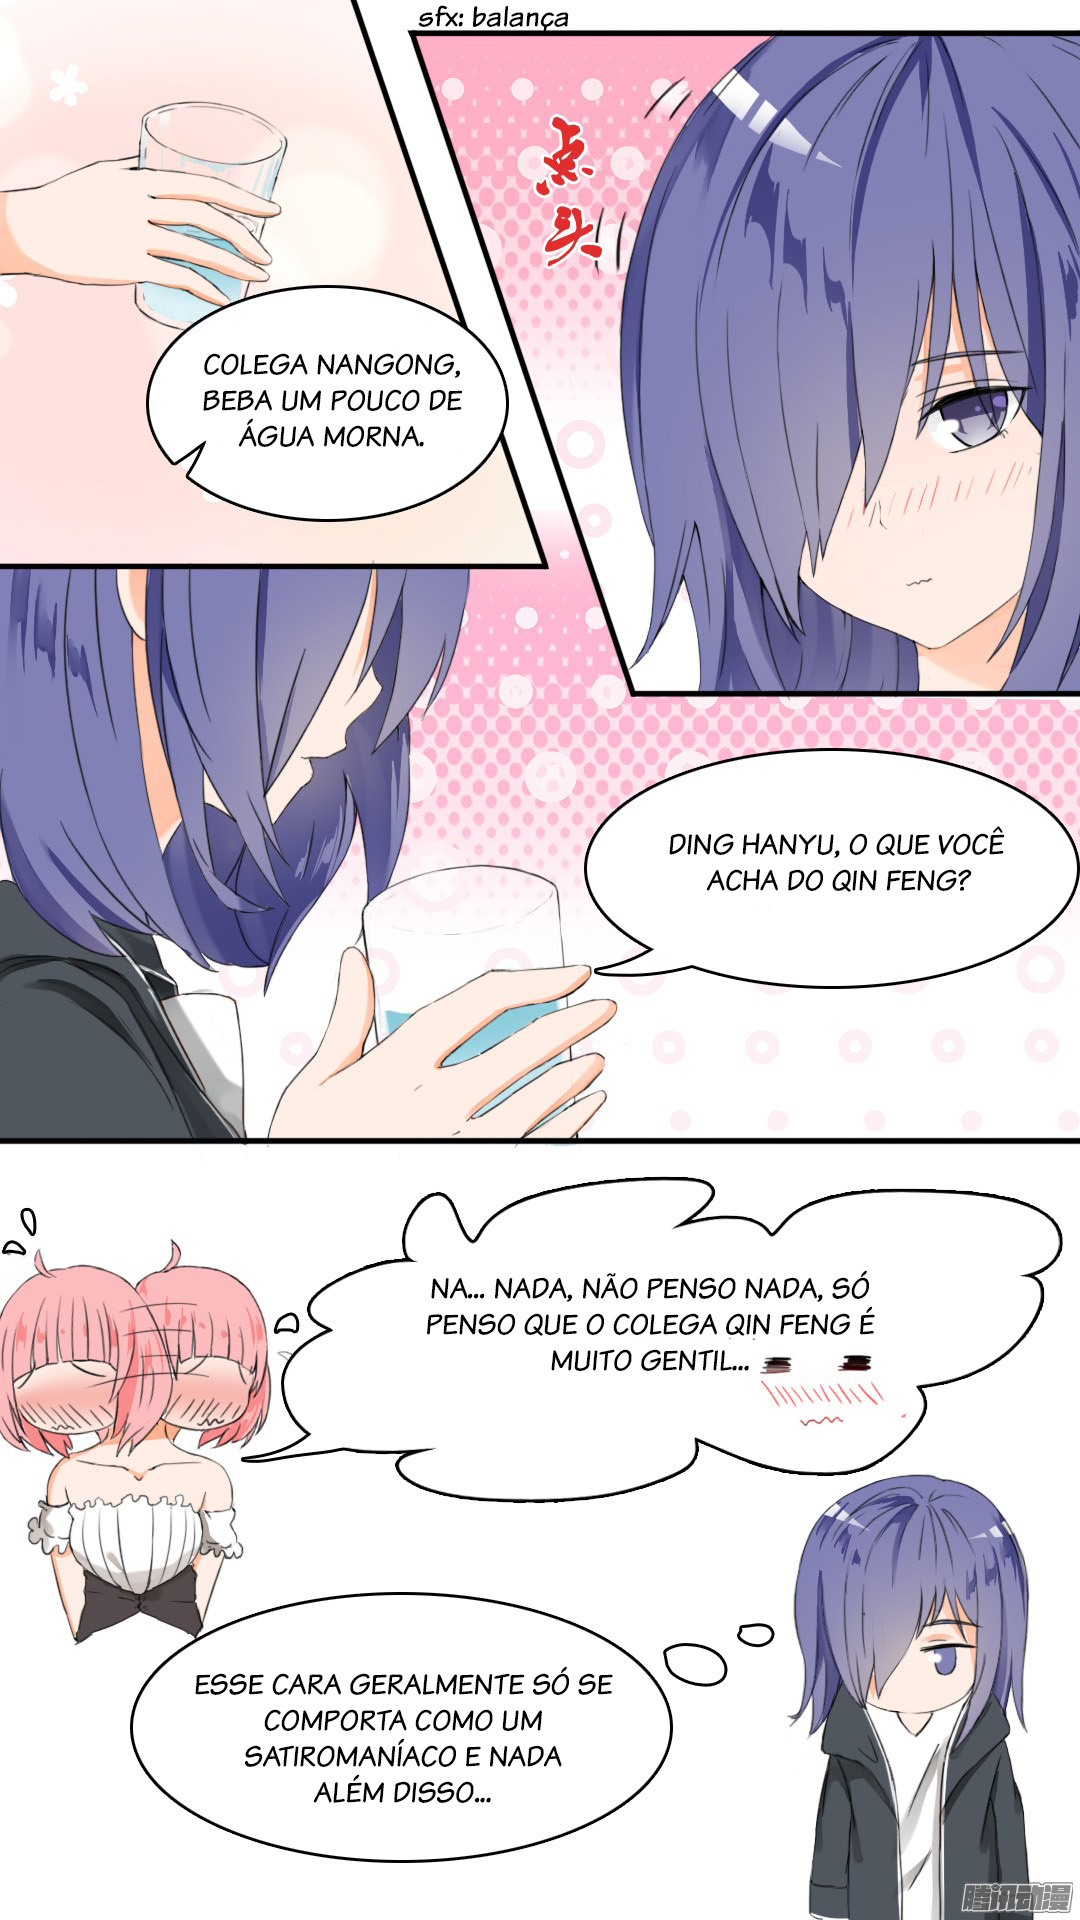 sfx: balança
点
头
COLEGA NANGONG,
BEBA UM POUCO DE
ÁGUA MORNA.
DING HANYU, O QUE VOCÊ
ACHA DO QIN FENG?
NA... NADA, NÃO PENSO NADA, SÓ
PENSO QUE O COLEGA QIN FENG É
MUITO GENTIL...
ESSE CARA GERALMENTE SÓ SE
COMPORTA COMO UM
SATIROMANÍACO E NADA
ALÉM DISSO...
腾讯动漫